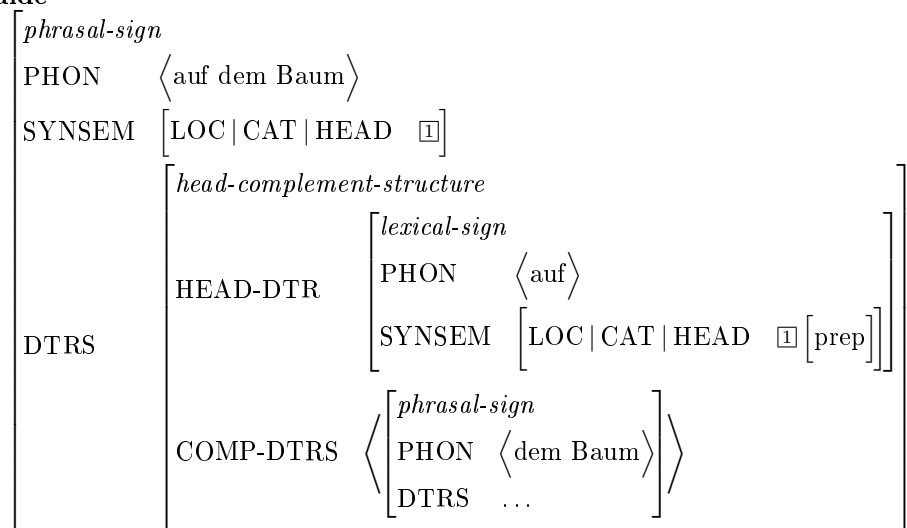 phrasal-sign
PHON ⟨auf dem Baum⟩
SYNSEM [LOC | CAT | HEAD [1]]
head-complement-structure
lexical-sign
PHON ⟨auf⟩
HEAD-DTR
SYNSEM [LOC | CAT | HEAD [1] [prep]]
DTRS
phrasal-sign
COMP-DTRS ⟨PHON ⟨dem Baum⟩⟩
DTRS ...